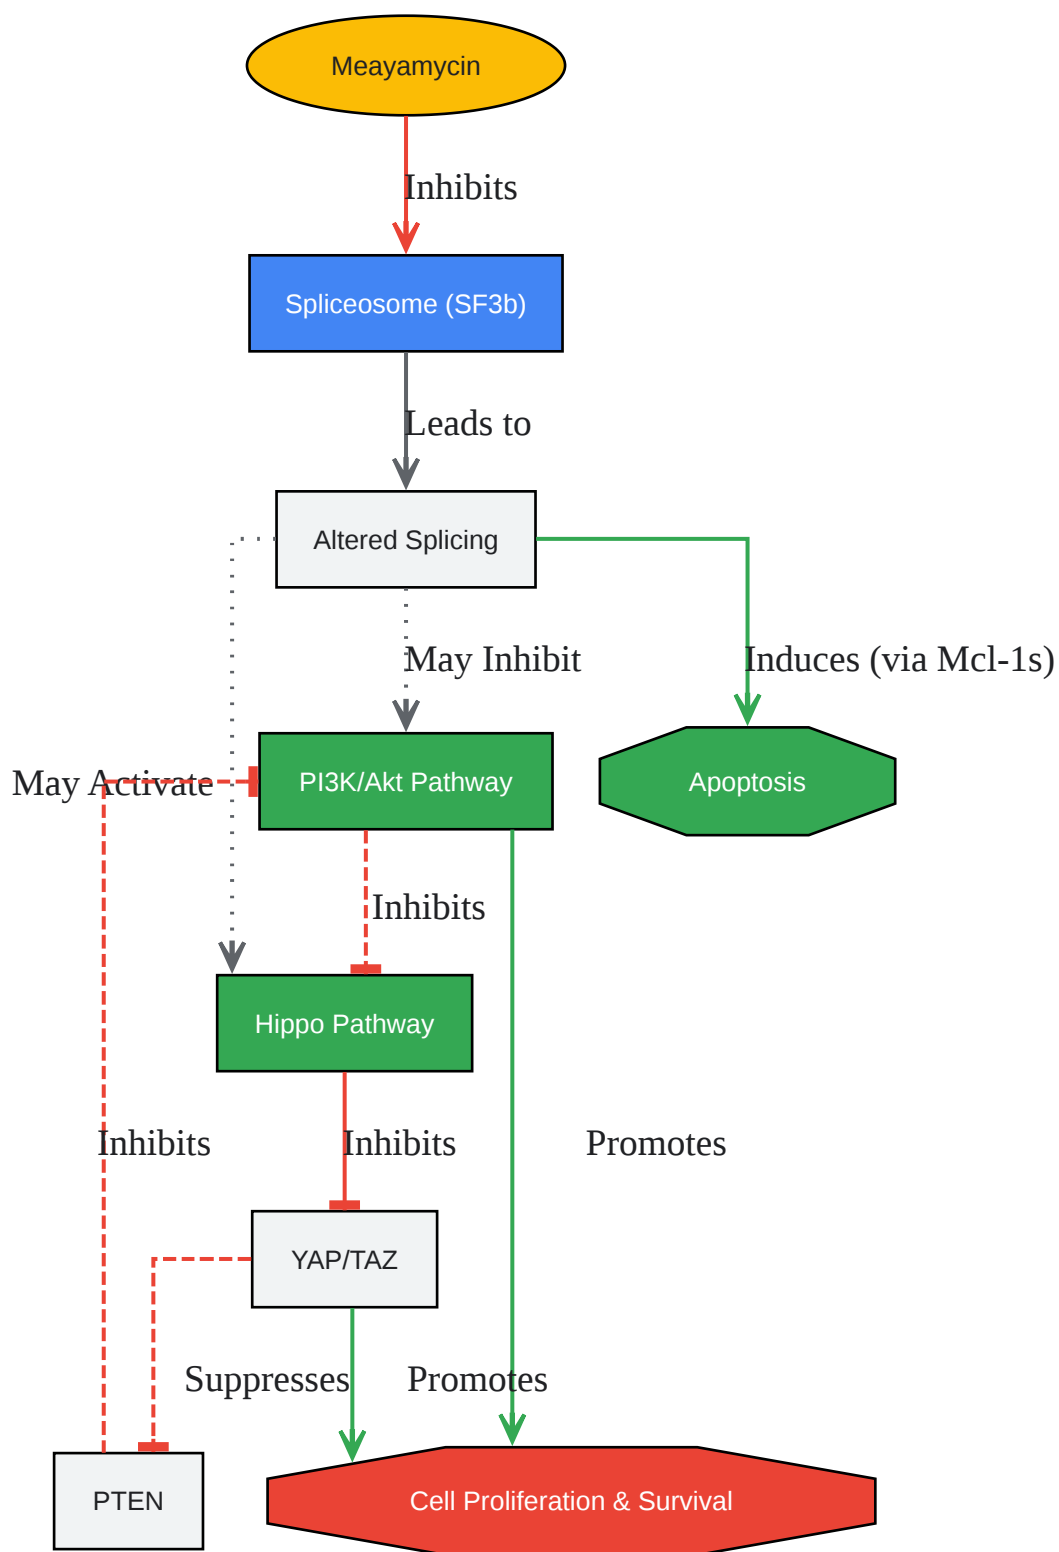 Meayamycin
Inhibits
Spliceosome (SF3b)
Leads to
Altered Splicing
May Inhibit
Induces (via Mcl-1s)
May Activate
PI3K/Akt Pathway
Apoptosis
Inhibits
Hippo Pathway
Inhibits
Inhibits
Promotes
YAP/TAZ
Suppresses
Promotes
PTEN
Cell Proliferation & Survival